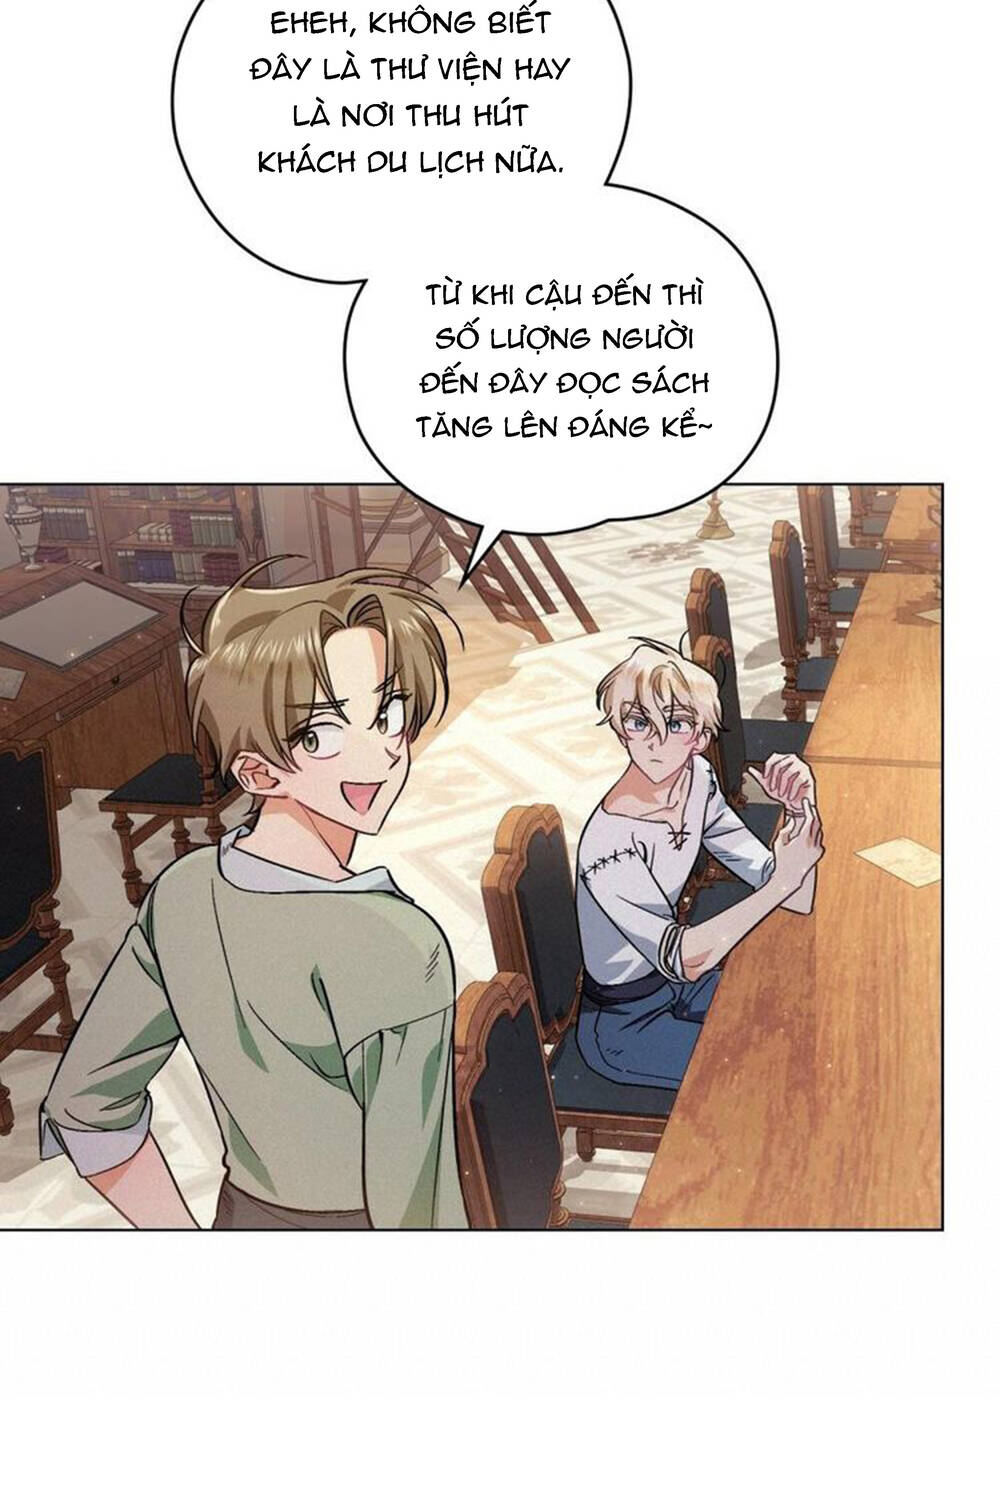 EHEH, KHÔNG BIẾT
ĐÂY LÀ THƯ VIỆN HAY
LÀ NƠI THU HÚT
KHÁCH DU LỊCH NỮA.
TỪ KHI CẬU ĐẾN THÌ
SỐ LƯỢNG NGƯỜI
ĐẾN ĐÂY ĐỌC SÁCH
TĂNG LÊN ĐÁNG KỂ~